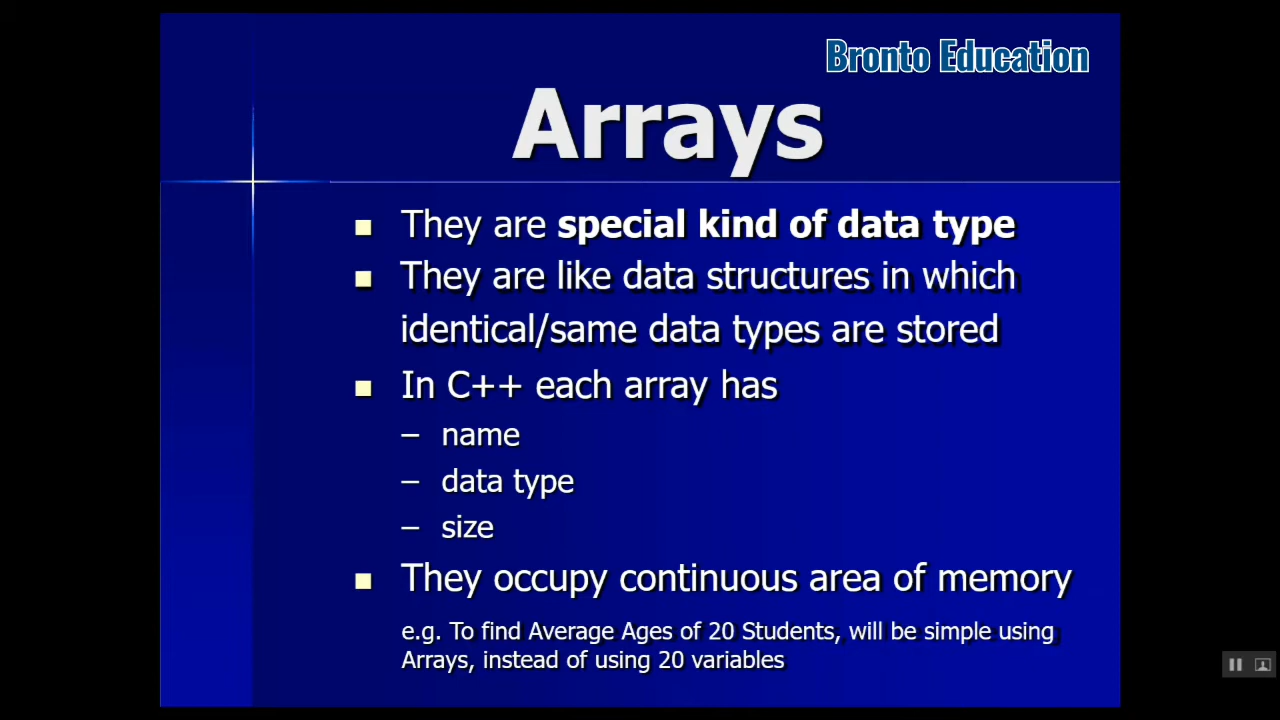 Bronto Education
Arrays
They are special kind of data type
They are like data structures in which
identical/same data types are stored
In C++ each array has
– name
– data type
– size
They occupy continuous area of memory
e.g. To find Average Ages of 20 Students, will be simple using
Arrays, instead of using 20 variables